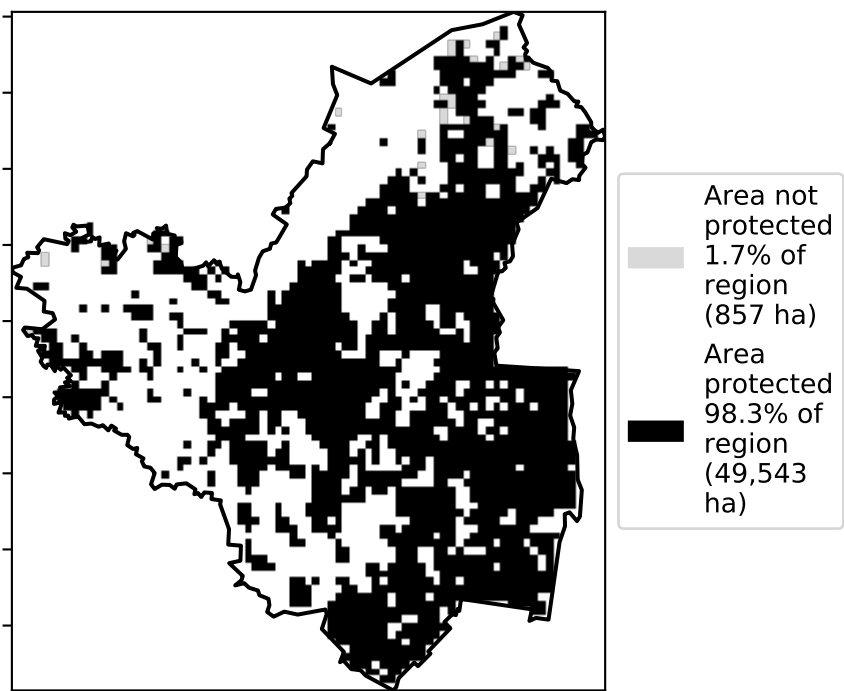 Area not
protected
1.7% of
region
(857 ha)
Area
protected
98.3% of
region
(49,543
ha)